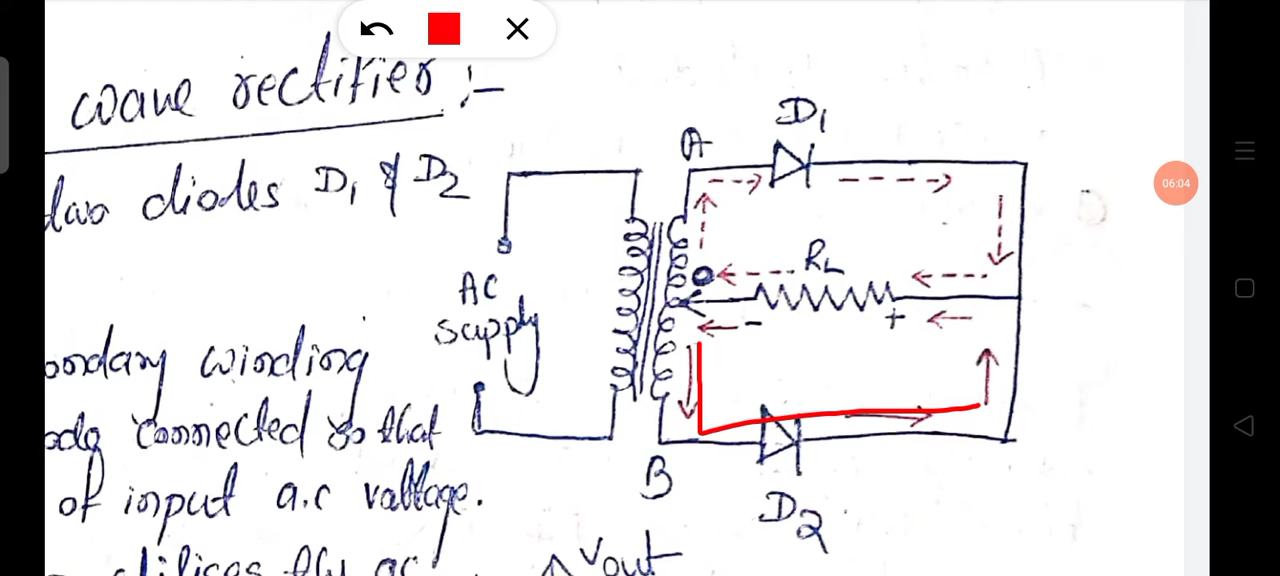 wave rectifier :-
two diodes D1 & D2
AC
supply
A
D1
RL
- +
B
D2
ondary winding
ode connected so that
of input a.c voltage.
Vout
06:04